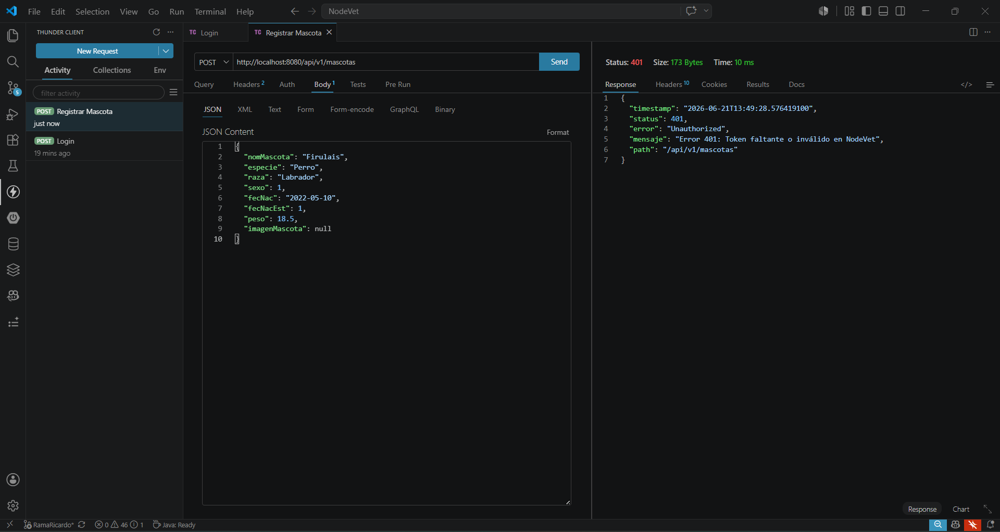 File Edit Selection View Go Run Terminal Help NodeVet
THUNDER CLIENT
New Request
Activity Collections Env
filter activity
POST Registrar Mascota
just now
POST Login
19 mins ago
5
TC Login TC Registrar Mascota
POST http://localhost:8080/api/v1/mascotas Send
Query Headers 2 Auth Body 1 Tests Pre Run
JSON XML Text Form Form-encode GraphQL Binary
JSON Content Format
1 {
2 "nomMascota": "Firulais",
3 "especie": "Perro",
4 "raza": "Labrador",
5 "sexo": 1,
6 "fecNac": "2022-05-10",
7 "fecNacEst": 1,
8 "peso": 18.5,
9 "imagenMascota": null
10 }
Status: 401 Size: 173 Bytes Time: 10 ms
Response Headers 10 Cookies Results Docs </>
1 {
2 "timestamp": "2026-06-21T13:49:28.576419100",
3 "status": 401,
4 "error": "Unauthorized",
5 "mensaje": "Error 401: Token faltante o inválido en NodeVet",
6 "path": "/api/v1/mascotas"
7 }
Response Chart
RamaRicardo* 0 46 1 Java: Ready